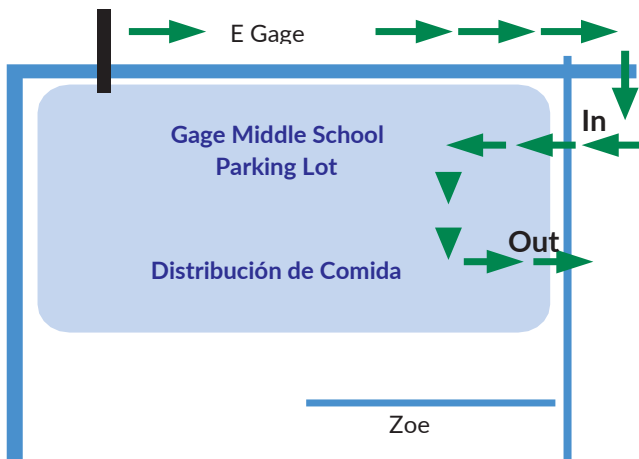 E Gage
In
Gage Middle School
Parking Lot
Out
Distribución de Comida
Zoe